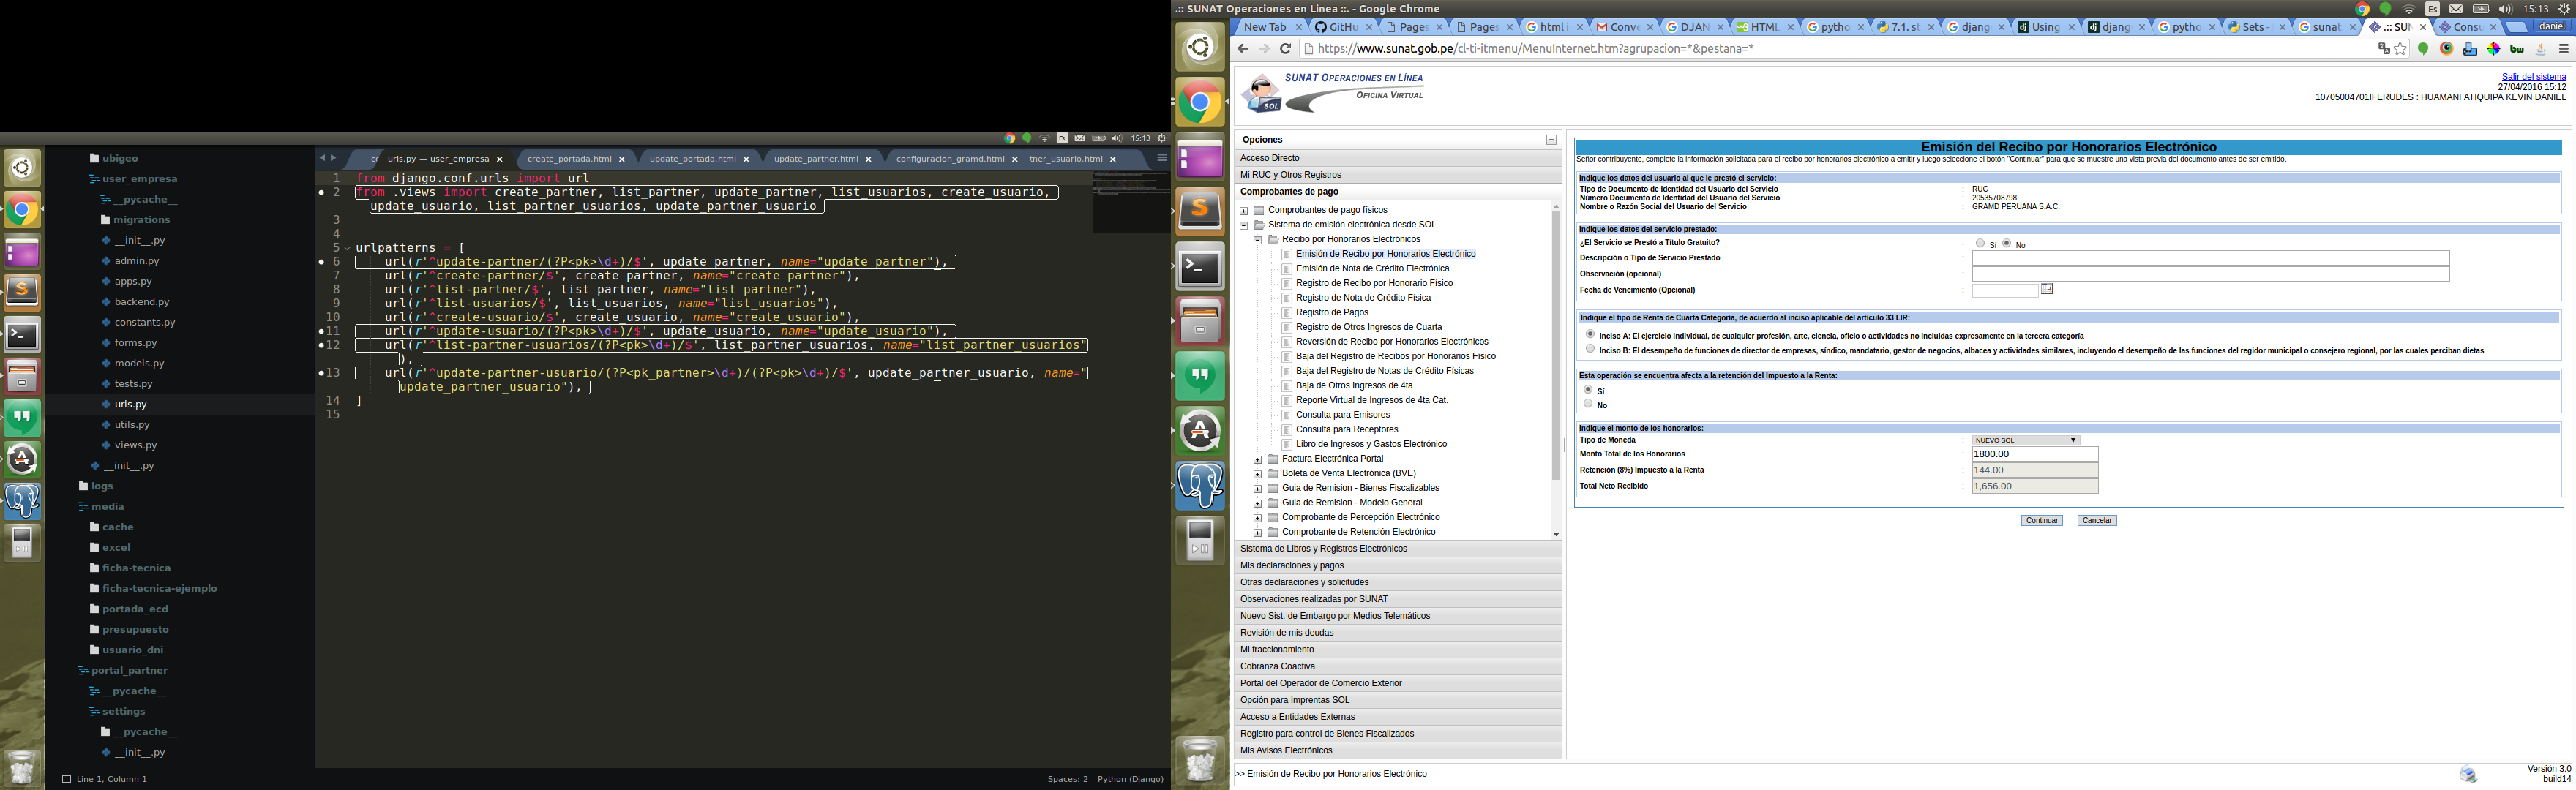 15:13
ubigeo
user_empresa
__pycache__
migrations
__init__.py
admin.py
apps.py
backend.py
constants.py
forms.py
models.py
tests.py
urls.py
utils.py
views.py
__init__.py
logs
media
cache
excel
ficha-tecnica
ficha-tecnica-ejemplo
portada_ecd
presupuesto
usuario_dni
portal_partner
__pycache__
settings
__pycache__
__init__.py
urls.py — user_empresa × create_portada.html × update_portada.html × update_partner.html × configuracion_gramd.html × tner_usuario.html ×
1 from django.conf.urls import url
2 from .views import create_partner, list_partner, update_partner, list_usuarios, create_usuario,
update_usuario, list_partner_usuarios, update_partner_usuario
3
4
5 urlpatterns = [
6 url(r'^update-partner/(?P<pk>\d+)/$', update_partner, name="update_partner"),
7 url(r'^create-partner/$', create_partner, name="create_partner"),
8 url(r'^list-partner/$', list_partner, name="list_partner"),
9 url(r'^list-usuarios/$', list_usuarios, name="list_usuarios"),
10 url(r'^create-usuario/$', create_usuario, name="create_usuario"),
11 url(r'^update-usuario/(?P<pk>\d+)/$', update_usuario, name="update_usuario"),
12 url(r'^list-partner-usuarios/(?P<pk>\d+)/$', list_partner_usuarios, name="list_partner_usuarios"
),
13 url(r'^update-partner-usuario/(?P<pk_partner>\d+)/(?P<pk>\d+)/$', update_partner_usuario, name="
update_partner_usuario"),
14 ]
15
Line 1, Column 1
Spaces: 2 Python (Django)
.:: SUNAT Operaciones en Linea ::. - Google Chrome
Es 15:13
New Tab × GitHu × Pages × Pages × html i × Conve × DJAN × HTML × pytho × 7.1. st × djang × Using × djang × pytho × Sets - × sunat × .:: SUN × Consu × daniel
https://www.sunat.gob.pe/cl-ti-itmenu/MenuInternet.htm?agrupacion=*&pestana=*
SOL
SUNAT OPERACIONES EN LÍNEA
OFICINA VIRTUAL
Salir del sistema
27/04/2016 15:12
10705004701IFERUDES : HUAMANI ATIQUIPA KEVIN DANIEL
Opciones
Acceso Directo
Mi RUC y Otros Registros
Comprobantes de pago
Comprobantes de pago físicos
Sistema de emisión electrónica desde SOL
Recibo por Honorarios Electrónicos
Emisión de Recibo por Honorarios Electrónico
Emisión de Nota de Crédito Electrónica
Registro de Recibo por Honorario Físico
Registro de Nota de Crédito Física
Registro de Pagos
Registro de Otros Ingresos de Cuarta
Reversión de Recibo por Honorarios Electrónicos
Baja del Registro de Recibos por Honorarios Físico
Baja del Registro de Notas de Crédito Físicas
Baja de Otros Ingresos de 4ta
Reporte Virtual de Ingresos de 4ta Cat.
Consulta para Emisores
Consulta para Receptores
Libro de Ingresos y Gastos Electrónico
Factura Electrónica Portal
Boleta de Venta Electrónica (BVE)
Guia de Remision - Bienes Fiscalizables
Guia de Remision - Modelo General
Comprobante de Percepción Electrónico
Comprobante de Retención Electrónico
Sistema de Libros y Registros Electrónicos
Mis declaraciones y pagos
Otras declaraciones y solicitudes
Observaciones realizadas por SUNAT
Nuevo Sist. de Embargo por Medios Telemáticos
Revisión de mis deudas
Mi fraccionamiento
Cobranza Coactiva
Portal del Operador de Comercio Exterior
Opción para Imprentas SOL
Acceso a Entidades Externas
Registro para control de Bienes Fiscalizados
Mis Avisos Electrónicos
Emisión del Recibo por Honorarios Electrónico
Señor contribuyente, complete la información solicitada para el recibo por honorarios electrónico a emitir y luego seleccione el botón "Continuar" para que se muestre una vista previa del documento antes de ser emitido.
Indique los datos del usuario al que le prestó el servicio:
Tipo de Documento de Identidad del Usuario del Servicio : RUC
Número Documento de Identidad del Usuario del Servicio : 20535708798
Nombre o Razón Social del Usuario del Servicio : GRAMD PERUANA S.A.C.
Indique los datos del servicio prestado:
¿El Servicio se Prestó a Título Gratuito? : Sí No
Descripción o Tipo de Servicio Prestado :
Observación (opcional) :
Fecha de Vencimiento (Opcional) :
Indique el tipo de Renta de Cuarta Categoria, de acuerdo al inciso aplicable del artículo 33 LIR:
Inciso A: El ejercicio individual, de cualquier profesión, arte, ciencia, oficio o actividades no incluidas expresamente en la tercera categoría
Inciso B: El desempeño de funciones de director de empresas, síndico, mandatario, gestor de negocios, albacea y actividades similares, incluyendo el desempeño de las funciones del regidor municipal o consejero regional, por las cuales perciban dietas
Esta operación se encuentra afecta a la retención del Impuesto a la Renta:
Sí
No
Indique el monto de los honorarios:
Tipo de Moneda : NUEVO SOL
Monto Total de los Honorarios : 1800.00
Retención (8%) Impuesto a la Renta : 144.00
Total Neto Recibido : 1,656.00
Continuar Cancelar
>> Emisión de Recibo por Honorarios Electrónico
Versión 3.0
build14